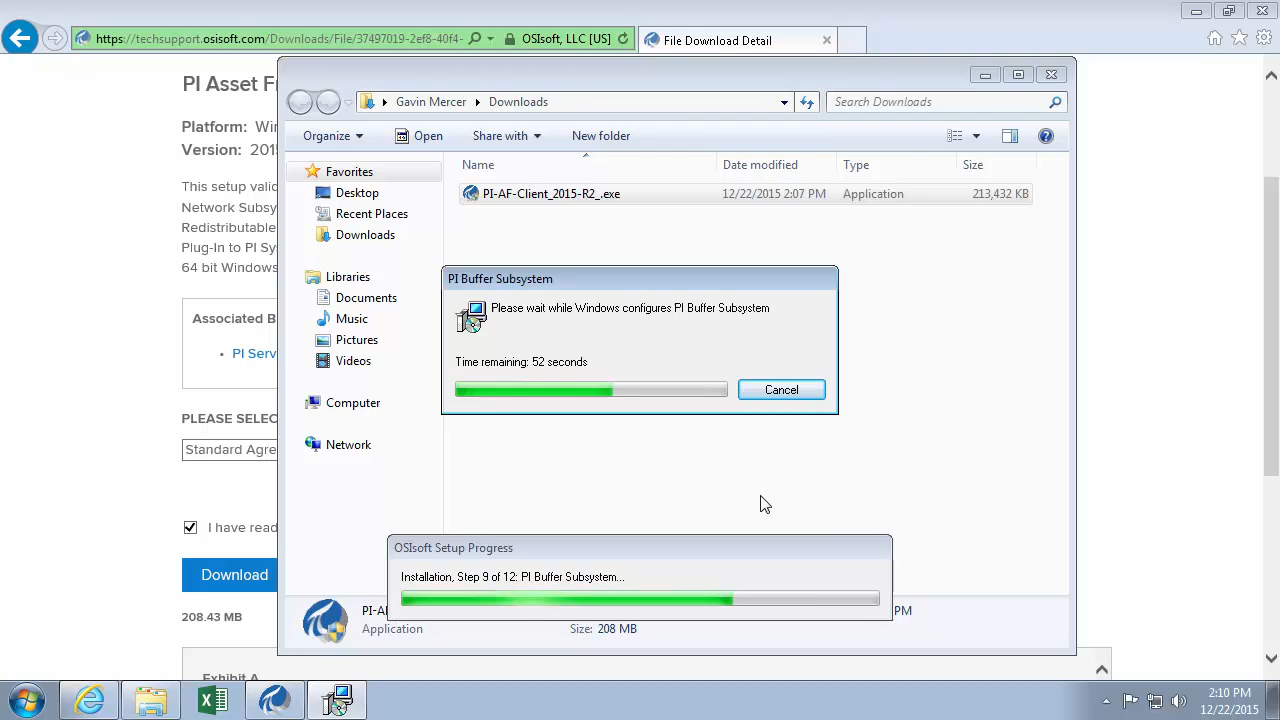 https://techsupport.osisoft.com/Downloads/File/37497019-2ef8-40f4-
OSIsoft, LLC [US]
File Download Detail
PI Asset F
Platform: Win
Version: 2015
This setup valid
Network Subsy
Redistributable
Plug-In to PI Sy
64 bit Windows
Associated B
• PI Serv
PLEASE SELEC
Standard Agre
I have read
Download
208.43 MB
Exhibit A
Gavin Mercer
Downloads
Search Downloads
Organize
Open
Share with
New folder
Name
Date modified
Type
Size
PI-AF-Client_2015-R2_.exe
12/22/2015 2:07 PM
Application
213,432 KB
Favorites
Desktop
Recent Places
Downloads
Libraries
Documents
Music
Pictures
Videos
Computer
Network
PI Buffer Subsystem
Please wait while Windows configures PI Buffer Subsystem
Time remaining: 52 seconds
Cancel
OSIsoft Setup Progress
Installation, Step 9 of 12: PI Buffer Subsystem...
PI-A
PM
Application
Size: 208 MB
2:10 PM
12/22/2015